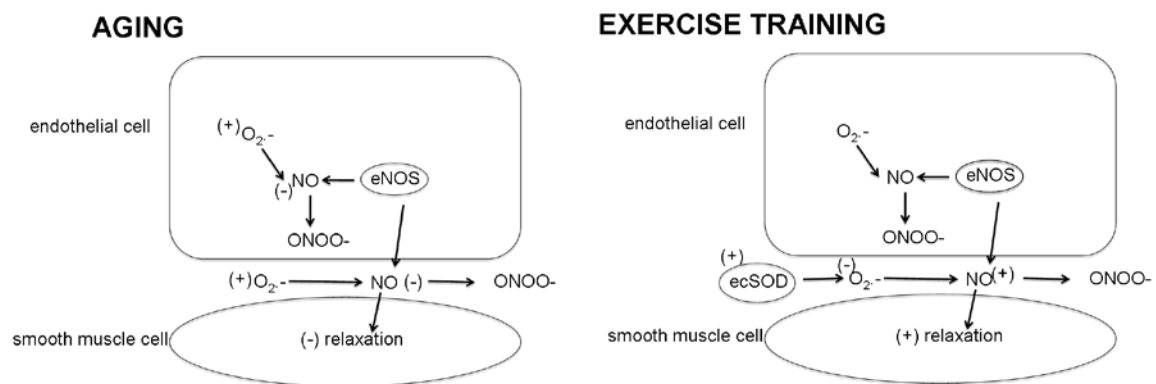 AGING
endothelial cell
(+)O2·-
(-)NO
eNOS
ONOO-
(+)O2·-
NO (-)
ONOO-
smooth muscle cell
(-) relaxation
EXERCISE TRAINING
endothelial cell
O2·-
NO
eNOS
ONOO-
(+)
ecSOD
(-)
O2·-
NO(+)
ONOO-
smooth muscle cell
(+) relaxation